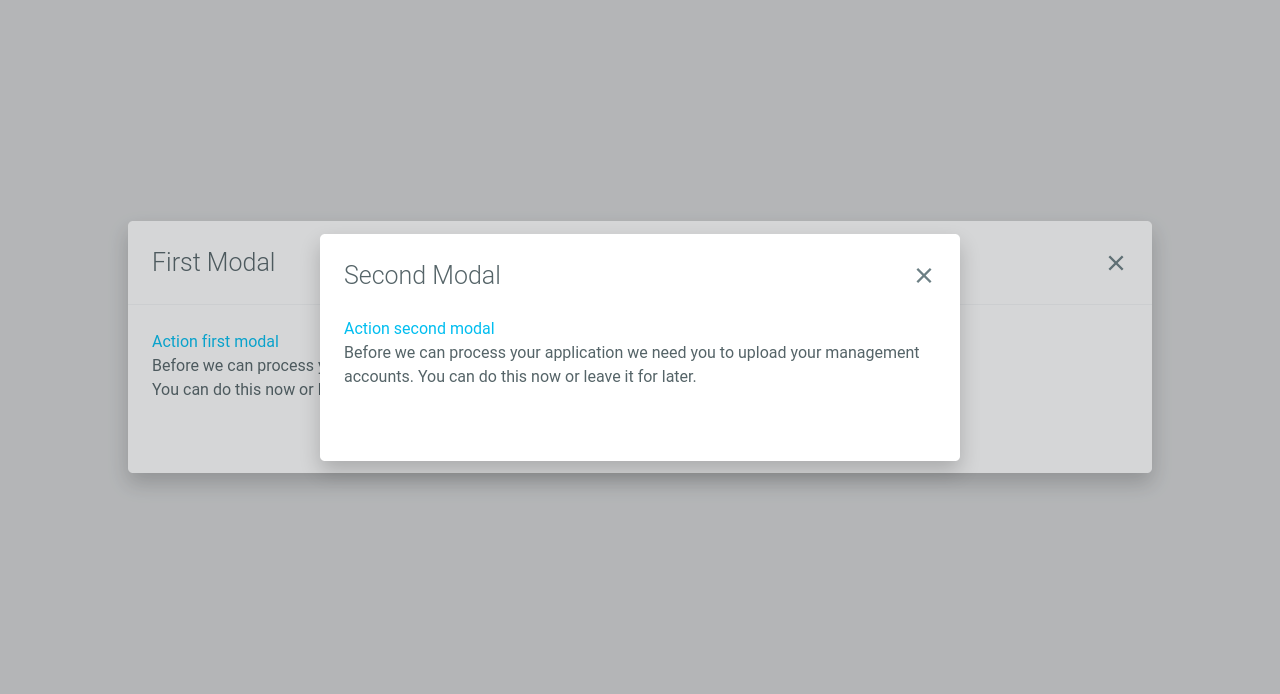 First Modal
Action first modal
Before we can process
You can do this now or
Second Modal
Action second modal
Before we can process your application we need you to upload your management
accounts. You can do this now or leave it for later.